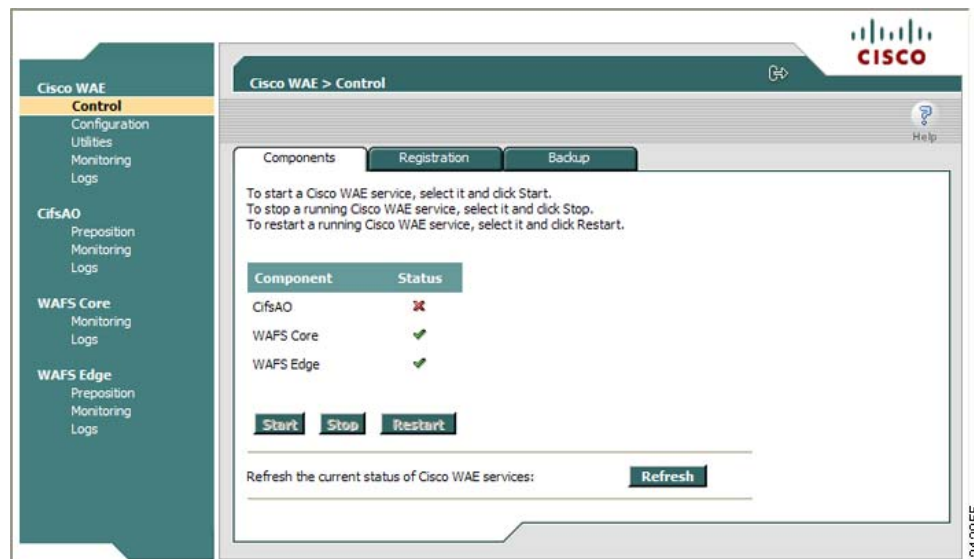 CISCO
Cisco WAE > Control
Help
Cisco WAE
Control
Configuration
Utilities
Monitoring
Logs
CifsAO
Preposition
Monitoring
Logs
WAFS Core
Monitoring
Logs
WAFS Edge
Preposition
Monitoring
Logs
Components Registration Backup
To start a Cisco WAE service, select it and click Start.
To stop a running Cisco WAE service, select it and click Stop.
To restart a running Cisco WAE service, select it and click Restart.
Component Status
CifsAO
WAFS Core
WAFS Edge
Start Stop Restart
Refresh the current status of Cisco WAE services: Refresh